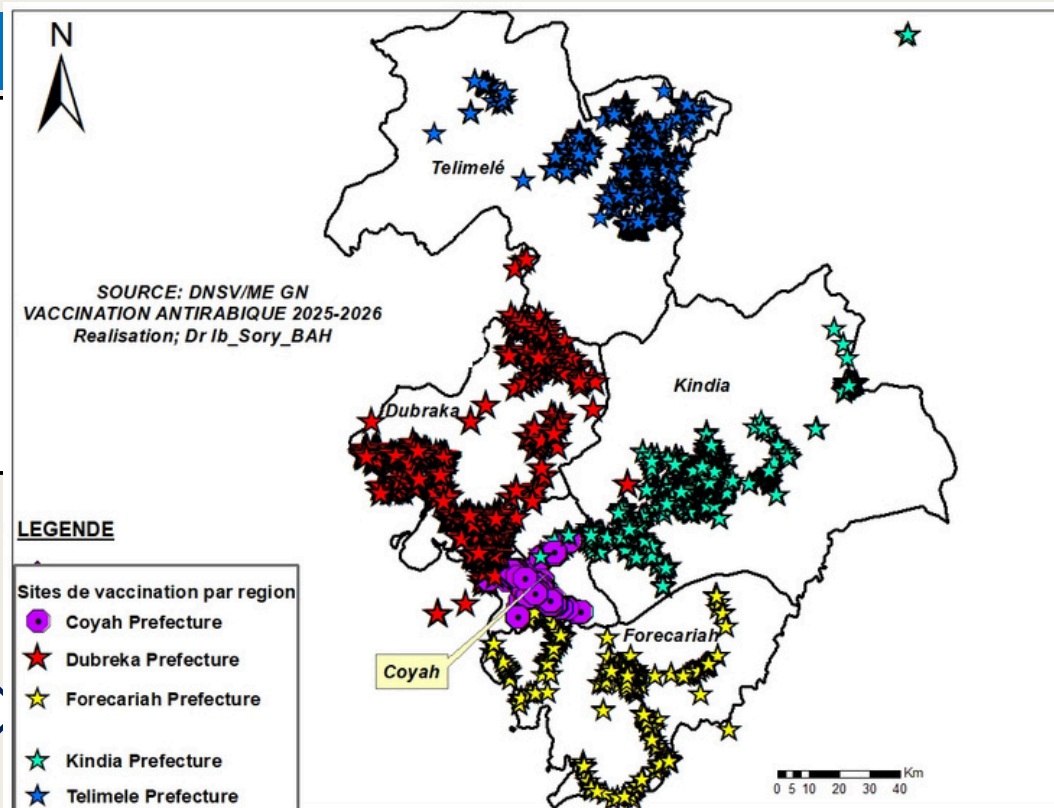 N
Telimelé
SOURCE: DNSV/ME GN
VACCINATION ANTIRABIQUE 2025-2026
Realisation; Dr Ib_Sory_BAH
Kindia
Dubraka
LEGENDE
Sites de vaccination par region
Coyah Prefecture
Dubreka Prefecture
Forecariah Prefecture
Kindia Prefecture
Telimele Prefecture
Forecariah
Coyah
Km
0 5 10 20 30 40